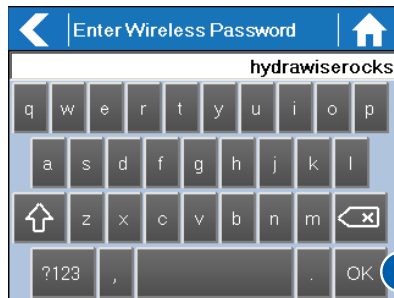 Enter Wireless Password
hydrawiserocks
q w e r t y u i o p
a s d f g h j k l
z x c v b n m
?123 , . OK